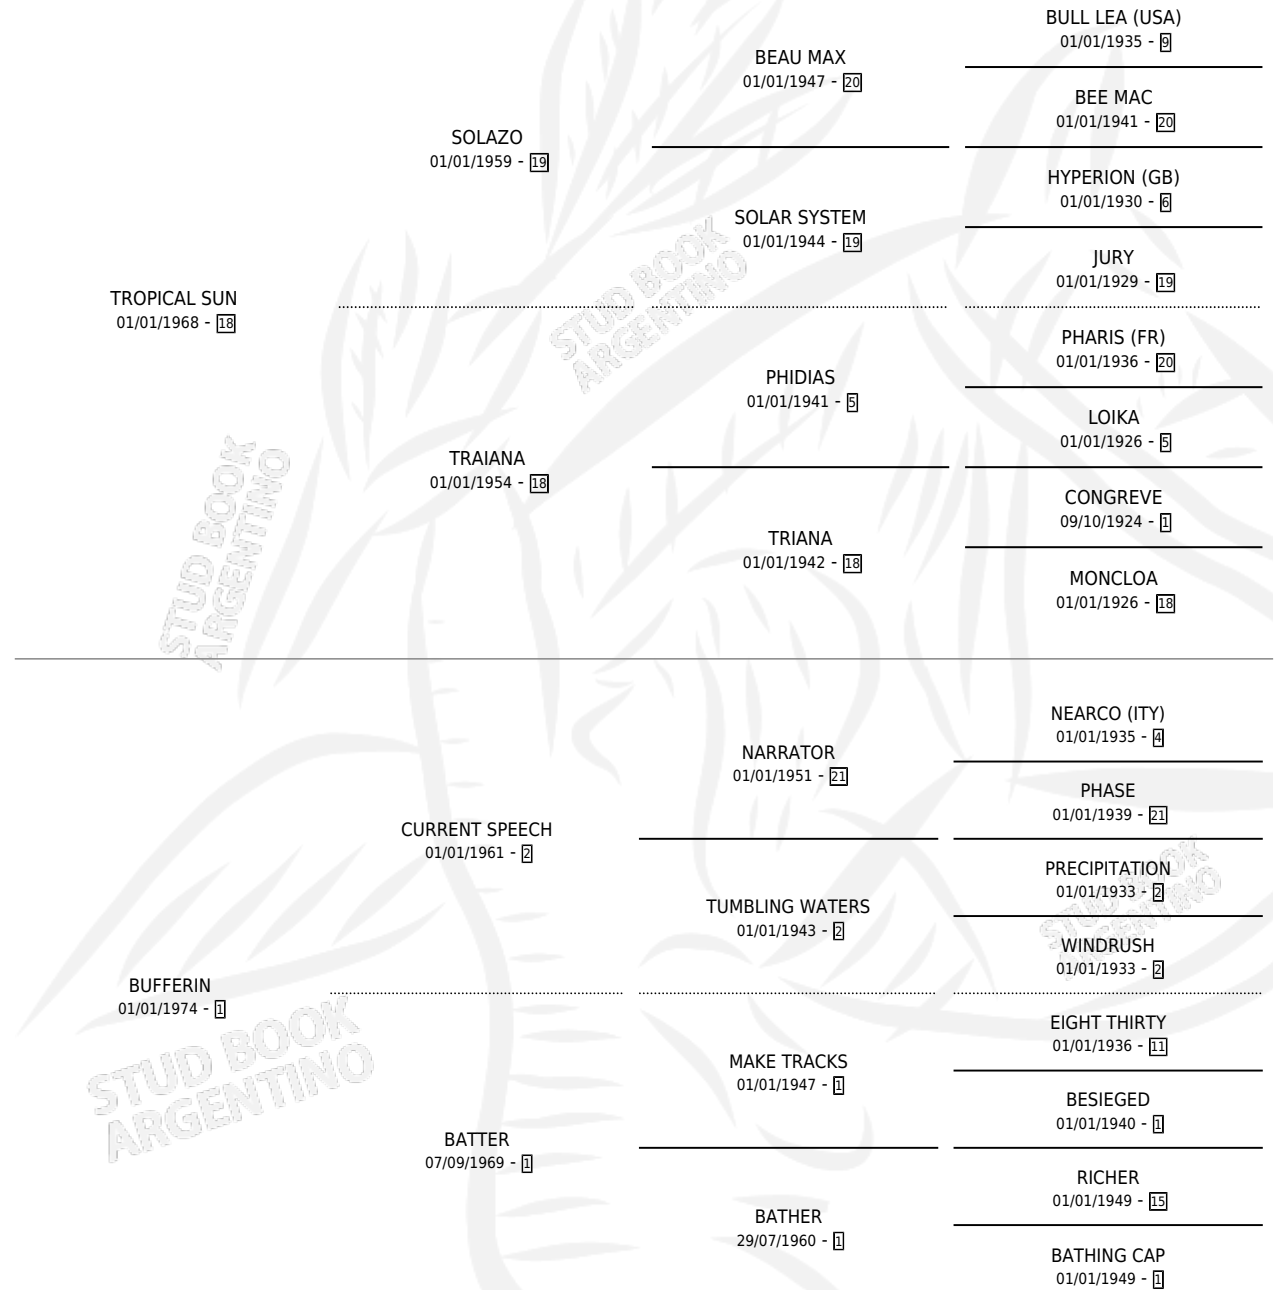 BULL LEA (USA)
01/01/1935 - 9
BEAU MAX
01/01/1947 - 20
BEE MAC
01/01/1941 - 20
SOLAZO
01/01/1959 - 19
HYPERION (GB)
01/01/1930 - 6
SOLAR SYSTEM
01/01/1944 - 19
JURY
01/01/1929 - 19
TROPICAL SUN
01/01/1968 - 18
STUD BOOK
ARGENTINO
PHARIS (FR)
01/01/1936 - 20
PHIDIAS
01/01/1941 - 5
LOIKA
01/01/1926 - 5
TRAIANA
01/01/1954 - 18
CONGREVE
09/10/1924 - 1
TRIANA
01/01/1942 - 18
MONCLOA
01/01/1926 - 18
STUD BOOK
ARGENTINO
NEARCO (ITY)
01/01/1935 - 4
NARRATOR
01/01/1951 - 21
PHASE
01/01/1939 - 21
CURRENT SPEECH
01/01/1961 - 2
PRECIPITATION
01/01/1933 - 2
TUMBLING WATERS
01/01/1943 - 2
WINDRUSH
01/01/1933 - 2
STUD BOOK
ARGENTINO
BUFFERIN
01/01/1974 - 1
EIGHT THIRTY
01/01/1936 - 11
MAKE TRACKS
01/01/1947 - 1
BESIEGED
01/01/1940 - 1
STUD BOOK
ARGENTINO
BATTER
07/09/1969 - 1
RICHER
01/01/1949 - 15
BATHER
29/07/1960 - 1
BATHING CAP
01/01/1949 - 1